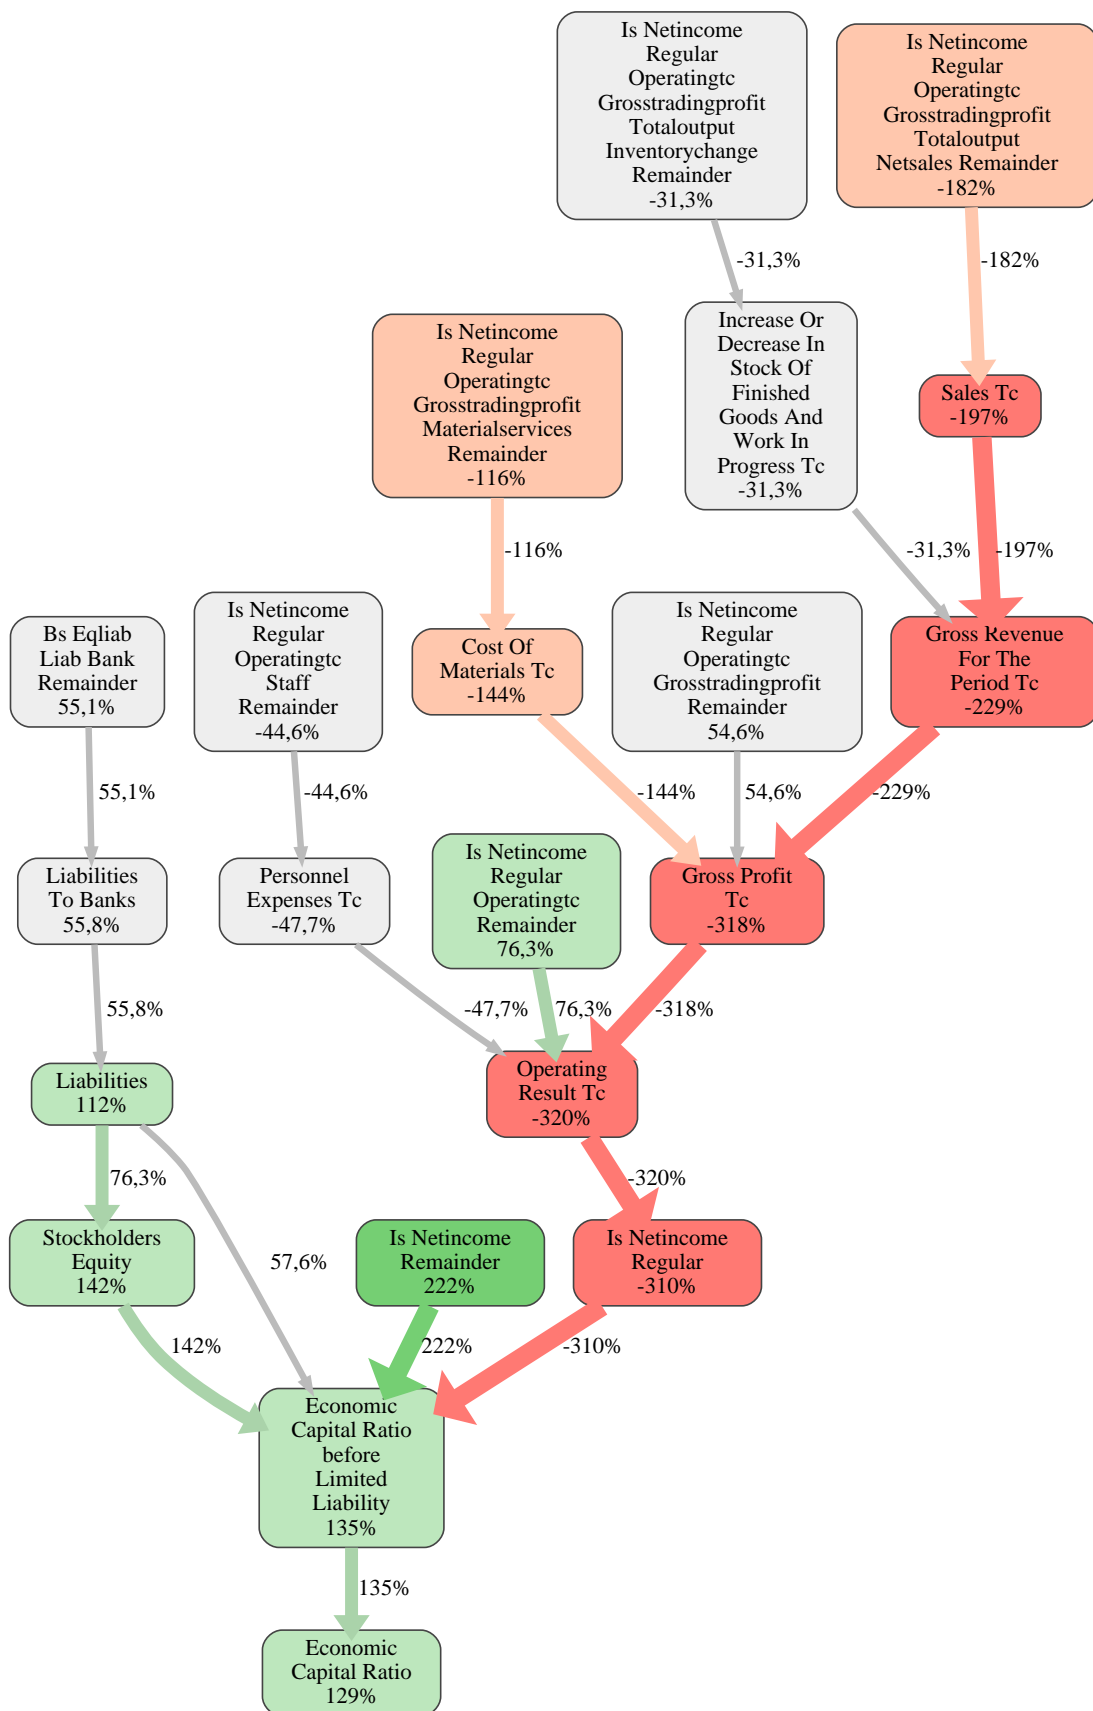 Is Netincome
Regular
Operatingtc
Grosstradingprofit
Totaloutput
Inventorychange
Remainder
-31,3%
Is Netincome
Regular
Operatingtc
Grosstradingprofit
Totaloutput
Netsales Remainder
-182%
-31,3%
-182%
Is Netincome
Regular
Operatingtc
Grosstradingprofit
Materialservices
Remainder
-116%
Increase Or
Decrease In
Stock Of
Finished
Goods And
Work In
Progress Tc
-31,3%
Sales Tc
-197%
-116%
-31,3%
-197%
Bs Eqliab
Liab Bank
Remainder
55,1%
Is Netincome
Regular
Operatingtc
Staff
Remainder
-44,6%
Cost Of
Materials Tc
-144%
Is Netincome
Regular
Operatingtc
Grosstradingprofit
Remainder
54,6%
Gross Revenue
For The
Period Tc
-229%
55,1%
-44,6%
-144%
54,6%
-229%
Liabilities
To Banks
55,8%
Personnel
Expenses Tc
-47,7%
Is Netincome
Regular
Operatingtc
Remainder
76,3%
Gross Profit
Tc
-318%
55,8%
-47,7%
76,3%
-318%
Liabilities
112%
Operating
Result Tc
-320%
76,3%
-320%
Stockholders
Equity
142%
57,6%
Is Netincome
Remainder
222%
Is Netincome
Regular
-310%
142%
222%
-310%
Economic
Capital Ratio
before
Limited
Liability
135%
135%
Economic
Capital Ratio
129%